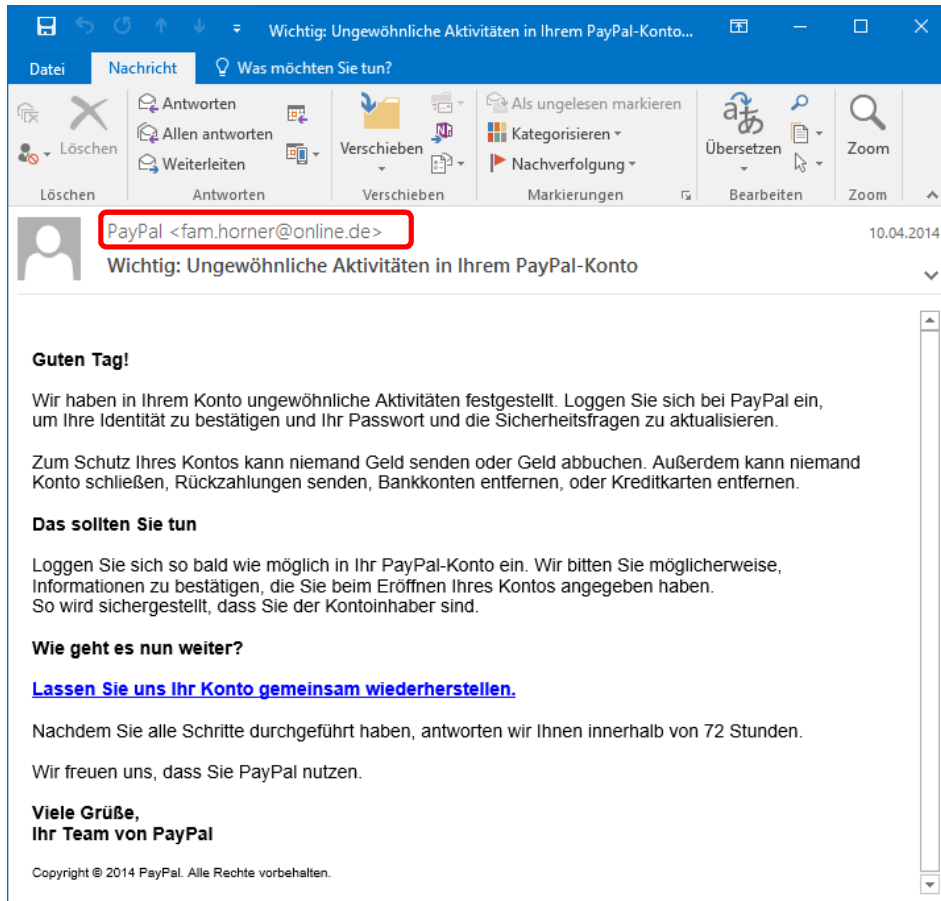 Wichtig: Ungewöhnliche Aktivitäten in Ihrem PayPal-Konto...
Datei Nachricht Was möchten Sie tun?
Löschen
Antworten
Allen antworten
Weiterleiten
Verschieben
Als ungelesen markieren
Kategorisieren
Nachverfolgung
Übersetzen
Zoom
Löschen Antworten Verschieben Markierungen Bearbeiten Zoom
PayPal <fam.horner@online.de> 10.04.2014
Wichtig: Ungewöhnliche Aktivitäten in Ihrem PayPal-Konto
Guten Tag!
Wir haben in Ihrem Konto ungewöhnliche Aktivitäten festgestellt. Loggen Sie sich bei PayPal ein,
um Ihre Identität zu bestätigen und Ihr Passwort und die Sicherheitsfragen zu aktualisieren.
Zum Schutz Ihres Kontos kann niemand Geld senden oder Geld abbuchen. Außerdem kann niemand
Konto schließen, Rückzahlungen senden, Bankkonten entfernen, oder Kreditkarten entfernen.
Das sollten Sie tun
Loggen Sie sich so bald wie möglich in Ihr PayPal-Konto ein. Wir bitten Sie möglicherweise,
Informationen zu bestätigen, die Sie beim Eröffnen Ihres Kontos angegeben haben.
So wird sichergestellt, dass Sie der Kontoinhaber sind.
Wie geht es nun weiter?
Lassen Sie uns Ihr Konto gemeinsam wiederherstellen.
Nachdem Sie alle Schritte durchgeführt haben, antworten wir Ihnen innerhalb von 72 Stunden.
Wir freuen uns, dass Sie PayPal nutzen.
Viele Grüße,
Ihr Team von PayPal
Copyright © 2014 PayPal. Alle Rechte vorbehalten.